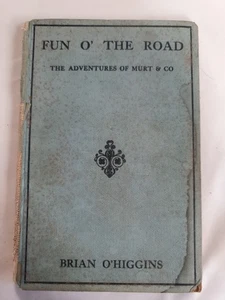 FUN O' THE ROAD
THE ADVENTURES OF MURT & CO
BRIAN O'HIGGINS